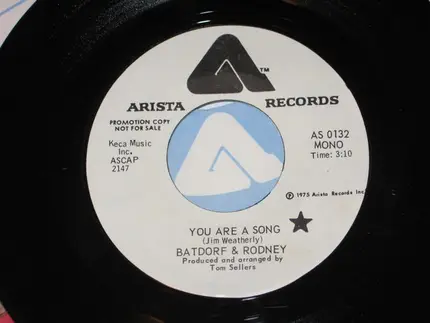 TM
ARISTA RECORDS
PROMOTION COPY
NOT FOR SALE
Keca Music
Inc.
ASCAP
2147
AS 0132
MONO
Time: 3:10
℗ 1975 Arista Records Inc
YOU ARE A SONG
(Jim Weatherly)
BATDORF & RODNEY
Produced and arranged by
Tom Sellers